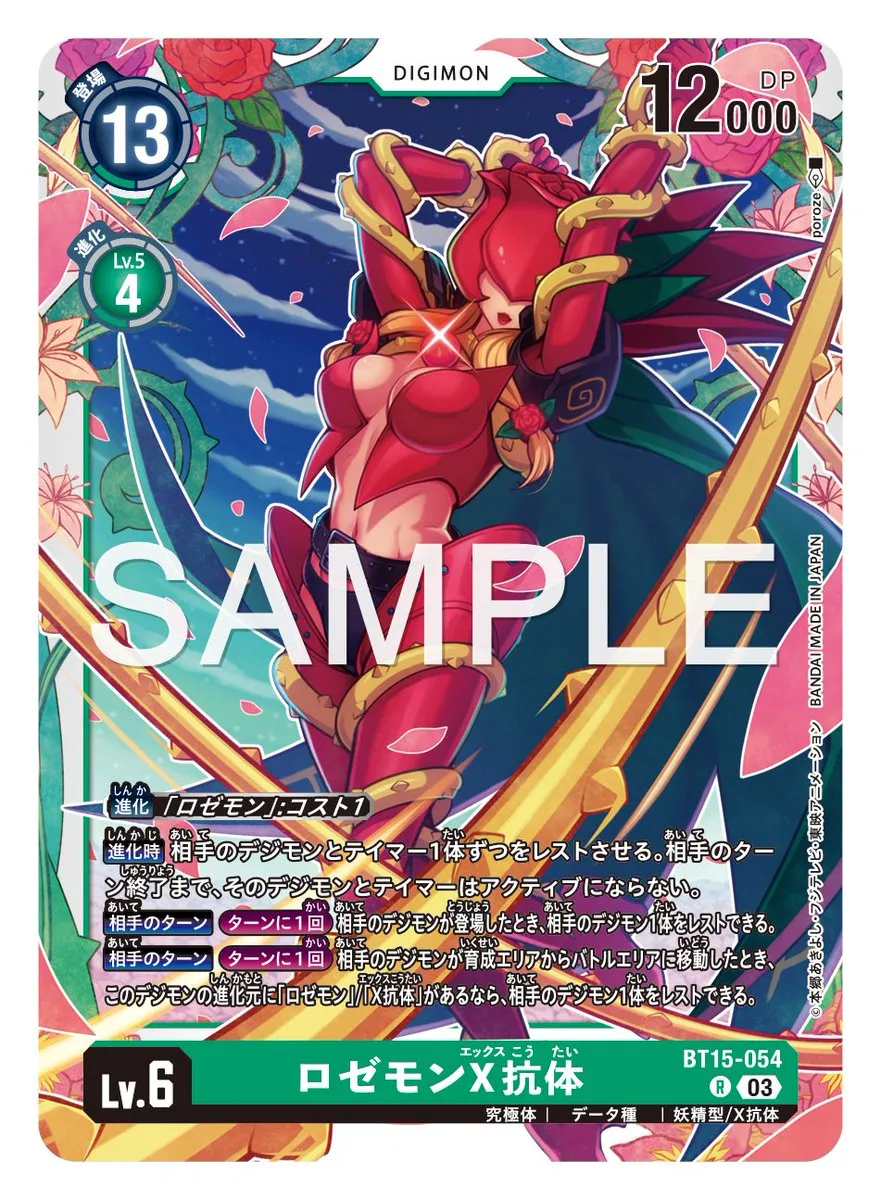 DIGIMON
登場
13
12000
DP
進化
Lv.5
4
poroze
SAMPLE
BANDAI MADE IN JAPAN
©本郷あきよし・フジテレビ・東映アニメーション
進化 「ロゼモン」:コスト1
進化時 相手のデジモンとテイマー1体ずつをレストさせる。相手のター
ン終了まで、そのデジモンとテイマーはアクティブにならない。
相手のターン ターンに1回 相手のデジモンが登場したとき、相手のデジモン1体をレストできる。
相手のターン ターンに1回 相手のデジモンが育成エリアからバトルエリアに移動したとき、
このデジモンの進化元に「ロゼモン」/「X抗体」があるなら、相手のデジモン1体をレストできる。
Lv.6
ロゼモンX抗体
BT15-054
R 03
究極体 | データ種 | 妖精型/X抗体